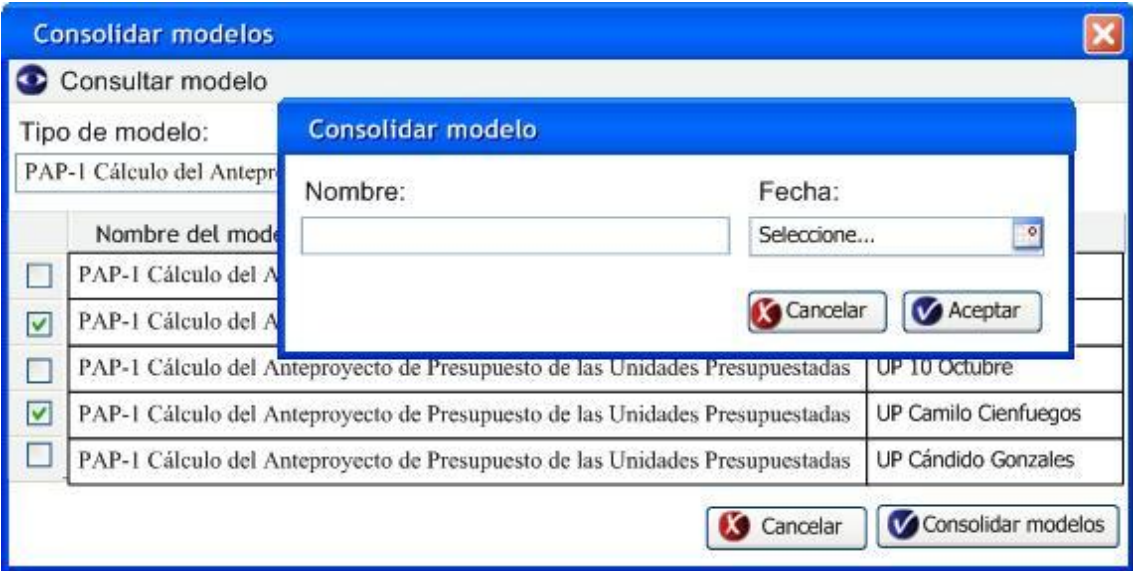 Consolidar modelos
Consultar modelo
Tipo de modelo:
PAP-1 Cálculo del Antepr
Nombre del mode
PAP-1 Cálculo del A
PAP-1 Cálculo del A
PAP-1 Cálculo del Anteproyecto de Presupuesto de las Unidades Presupuestadas UP 10 Octubre
PAP-1 Cálculo del Anteproyecto de Presupuesto de las Unidades Presupuestadas UP Camilo Cienfuegos
PAP-1 Cálculo del Anteproyecto de Presupuesto de las Unidades Presupuestadas UP Cándido Gonzales
Cancelar Consolidar modelos
Consolidar modelo
Nombre: Fecha:
Seleccione...
Cancelar Aceptar